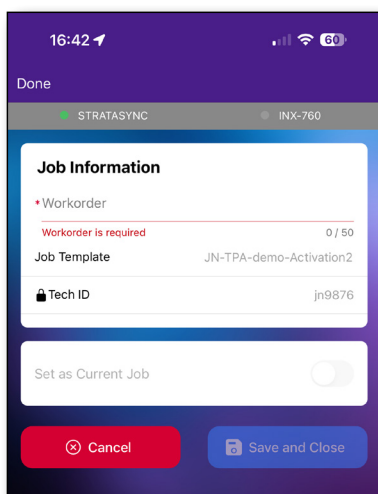 16:42 60
Done
STRATASYNC INX-760
Job Information
* Workorder
Workorder is required 0 / 50
Job Template JN-TPA-demo-Activation2
Tech ID jn9876
Set as Current Job
Cancel Save and Close